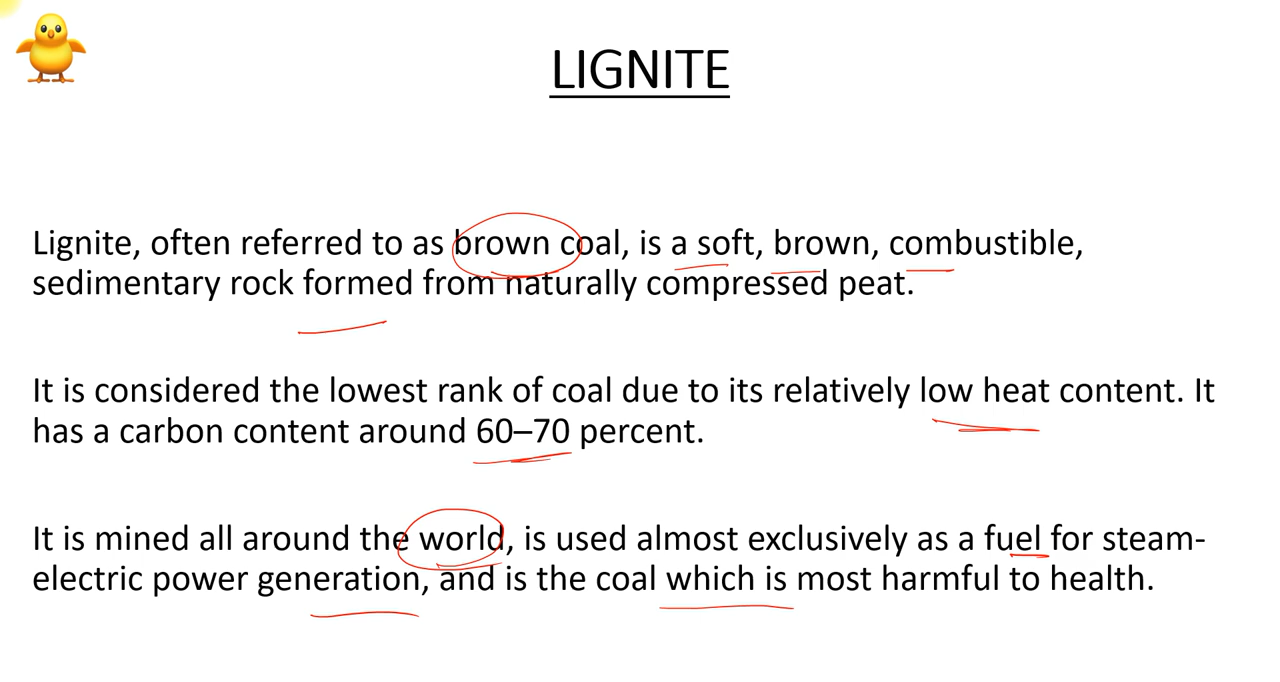 LIGNITE
Lignite, often referred to as brown coal, is a soft, brown, combustible,
sedimentary rock formed from naturally compressed peat.
It is considered the lowest rank of coal due to its relatively low heat content. It
has a carbon content around 60–70 percent.
It is mined all around the world, is used almost exclusively as a fuel for steam-
electric power generation, and is the coal which is most harmful to health.